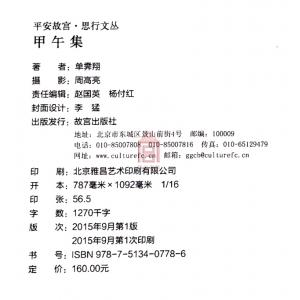 平安故宫·思行文丛
甲午集
著 者：单霁翔
摄 影：周高亮
责任编辑：赵国英 杨付红
封面设计：李 猛
出版发行：故宫出版社
地址：北京市东城区景山前街4号 邮编：100009
电话：010-85007808 010-85007816 传真：010-65129479
网址：www.culturefc.cn 邮箱：ggcb@culturefc.cn
印 刷：北京雅昌艺术印刷有限公司
开 本：787毫米×1092毫米 1/16
印 张：56.5
字 数：1270千字
版 次：2015年9月第1版
2015年9月第1次印刷
书 号：ISBN 978-7-5134-0778-6
定 价：160.00元